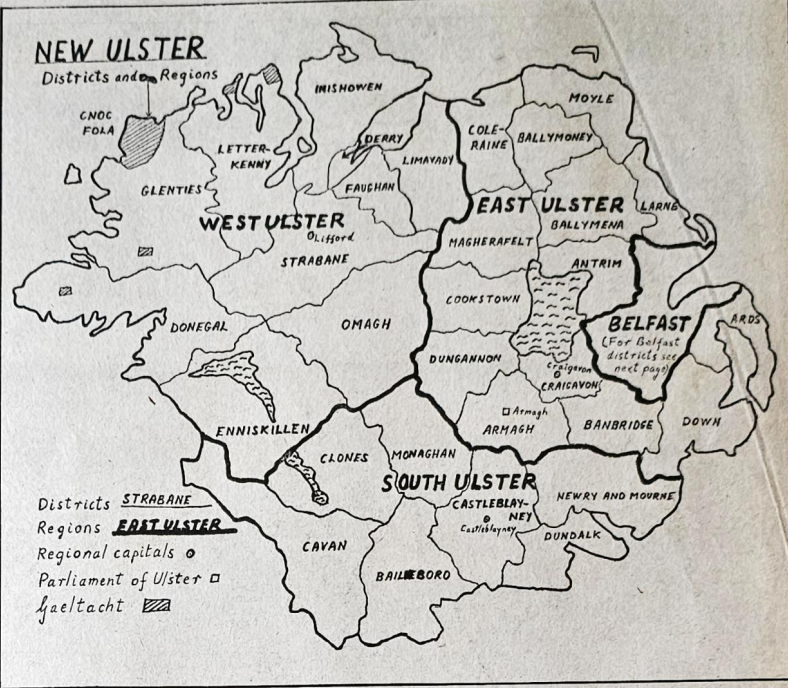 NEW ULSTER
Districts and Regions
CNOC
FOLA
INISHOWEN
MOYLE
DERRY
COLE-
RAINE
BALLYMONEY
LETTER-
KENNY
LIMAVADY
GLENTIES
FAUGHAN
LARNE
EAST ULSTER
WEST ULSTER
BALLYMENA
Lifford
MAGHERAFELT
STRABANE
ANTRIM
COOKSTOWN
DONEGAL
OMAGH
BELFAST
ARDS
(For Belfast
districts see
next page)
DUNGANNON
Craigavon
CRAIGAVON
Armagh
ARMAGH
BANBRIDGE
DOWN
ENNISKILLEN
CLONES
MONAGHAN
SOUTH ULSTER
NEWRY AND MOURNE
CASTLEBLAY-
NEY
Castleblayney
DUNDALK
CAVAN
BAILIEBORO
Districts STRABANE
Regions EAST ULSTER
Regional capitals
Parliament of Ulster
Gaeltacht